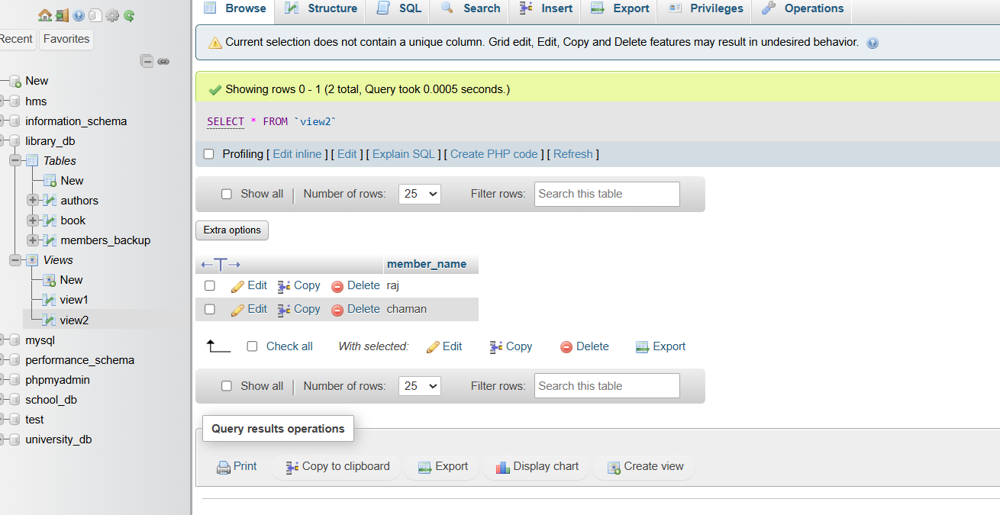 Browse Structure SQL Search Insert Export Privileges Operations
Recent Favorites
Current selection does not contain a unique column. Grid edit, Edit, Copy and Delete features may result in undesired behavior.
New
hms
information_schema
library_db
Tables
New
authors
book
members_backup
Views
New
view1
view2
mysql
performance_schema
phpmyadmin
school_db
test
university_db
Showing rows 0 - 1 (2 total, Query took 0.0005 seconds.)
SELECT * FROM `view2`
Profiling [ Edit inline ] [ Edit ] [ Explain SQL ] [ Create PHP code ] [ Refresh ]
Show all Number of rows: 25 Filter rows: Search this table
Extra options
←T→ member_name
Edit Copy Delete raj
Edit Copy Delete chaman
Check all With selected: Edit Copy Delete Export
Show all Number of rows: 25 Filter rows: Search this table
Query results operations
Print Copy to clipboard Export Display chart Create view